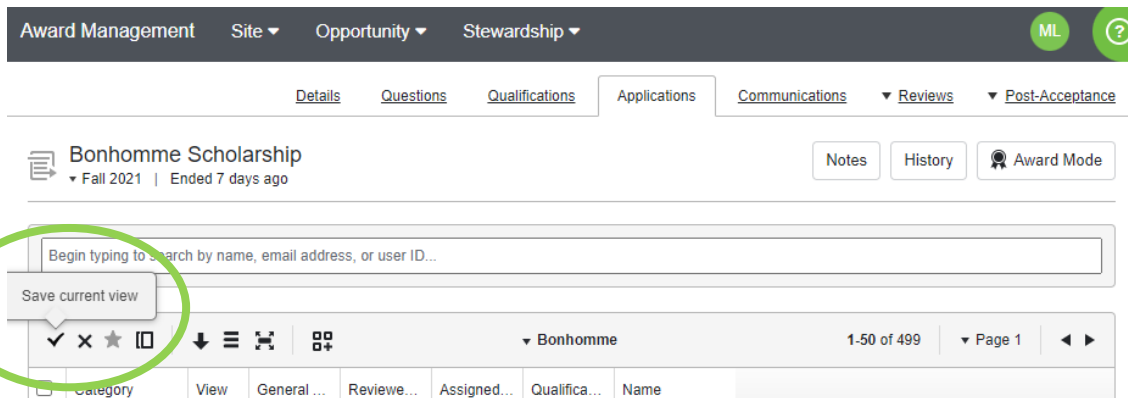 Award Management Site ▾ Opportunity ▾ Stewardship ▾ ML ?
Details Questions Qualifications Applications Communications ▾ Reviews ▾ Post-Acceptance
Bonhomme Scholarship Notes History Award Mode
▾ Fall 2021 | Ended 7 days ago
Begin typing to search by name, email address, or user ID...
Save current view
▾ Bonhomme 1-50 of 499 ▾ Page 1
Category View General ... Reviewe... Assigned... Qualifica... Name